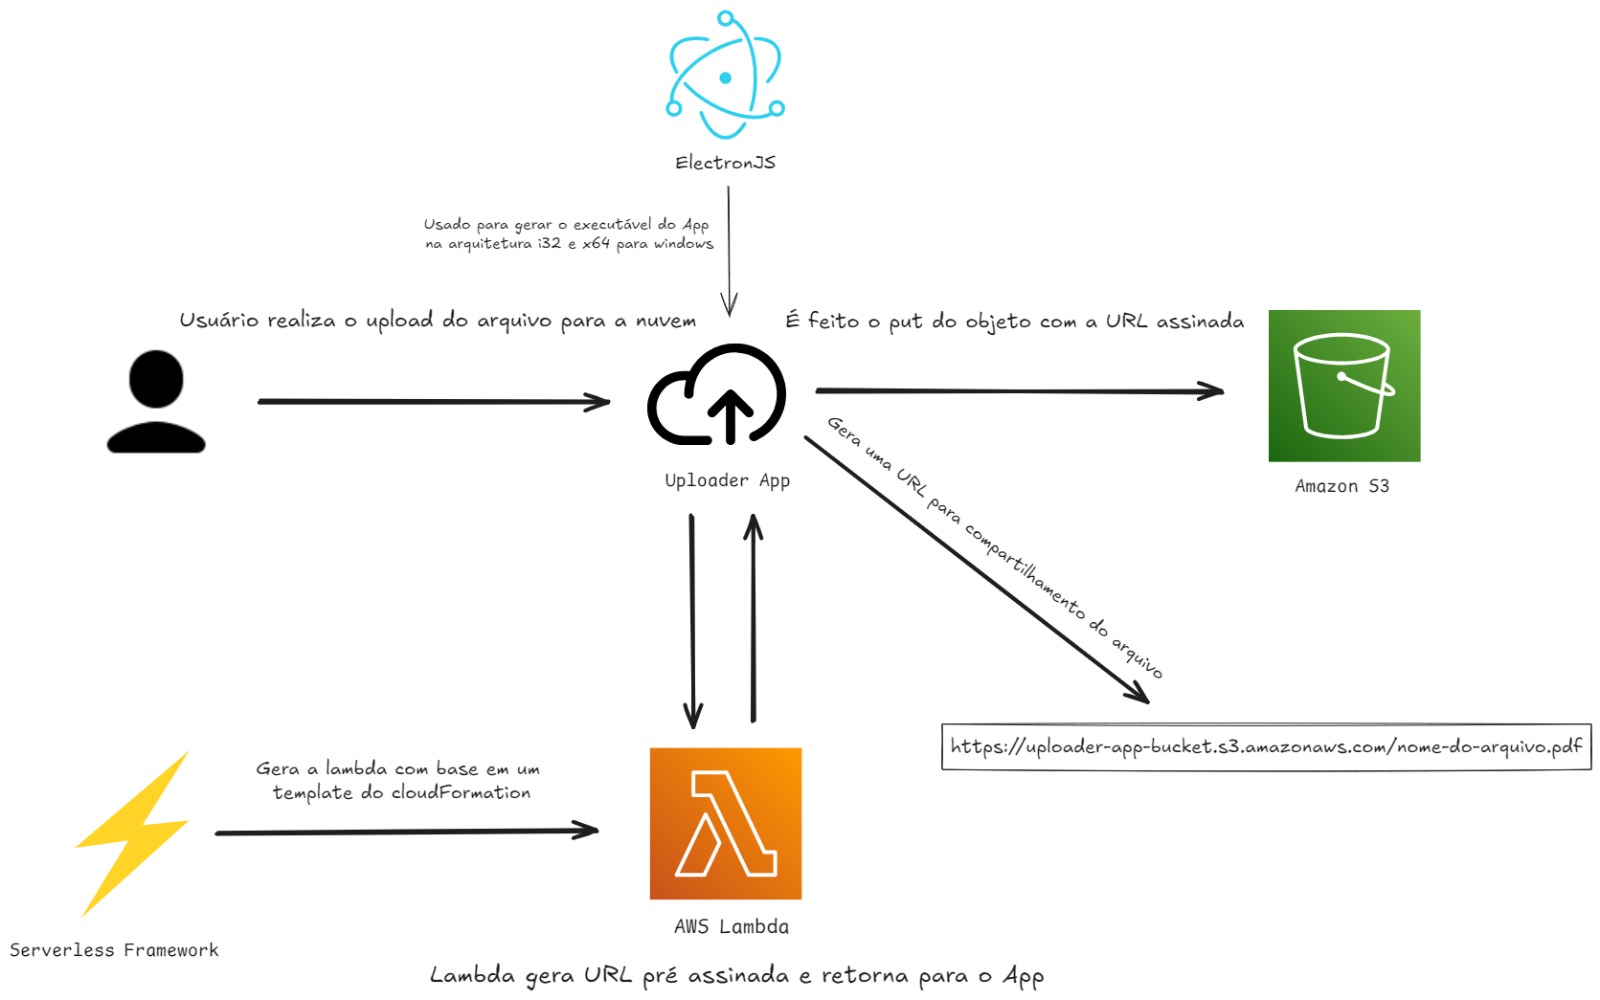 ElectronJS
Usado para gerar o executável do App
na arquitetura i32 e x64 para windows
Usuário realiza o upload do arquivo para a nuvem
É feito o put do objeto com a URL assinada
Uploader App
Amazon S3
Gera uma URL para compartilhamento do arquivo
https://uploader-app-bucket.s3.amazonaws.com/nome-do-arquivo.pdf
Gera a lambda com base em um
template do cloudFormation
Serverless Framework
AWS Lambda
Lambda gera URL pré assinada e retorna para o App